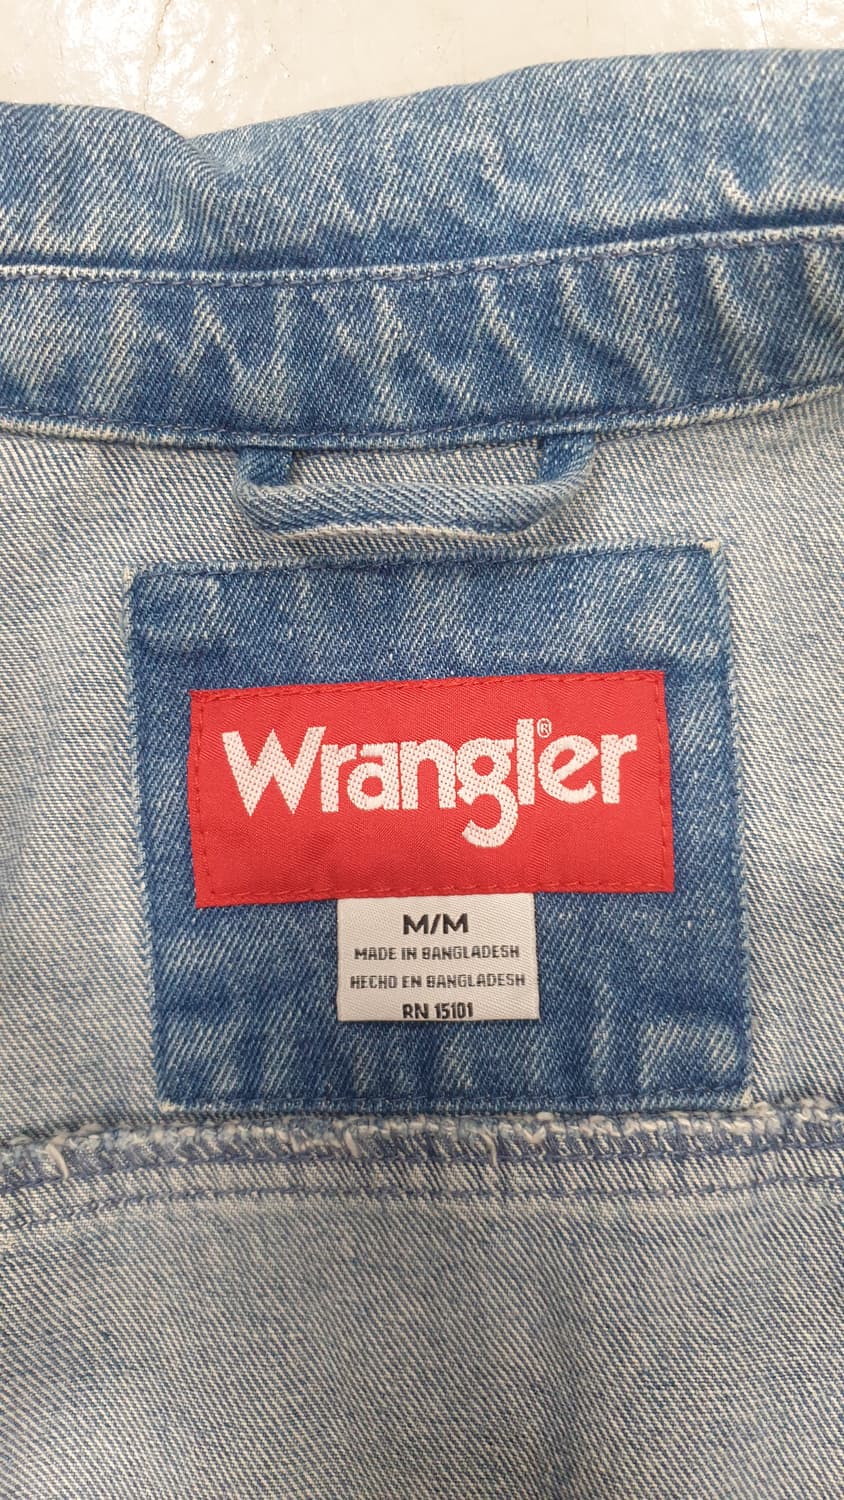 Wrangler®
M/M
MADE IN BANGLADESH
HECHO EN BANGLADESH
RN 15101